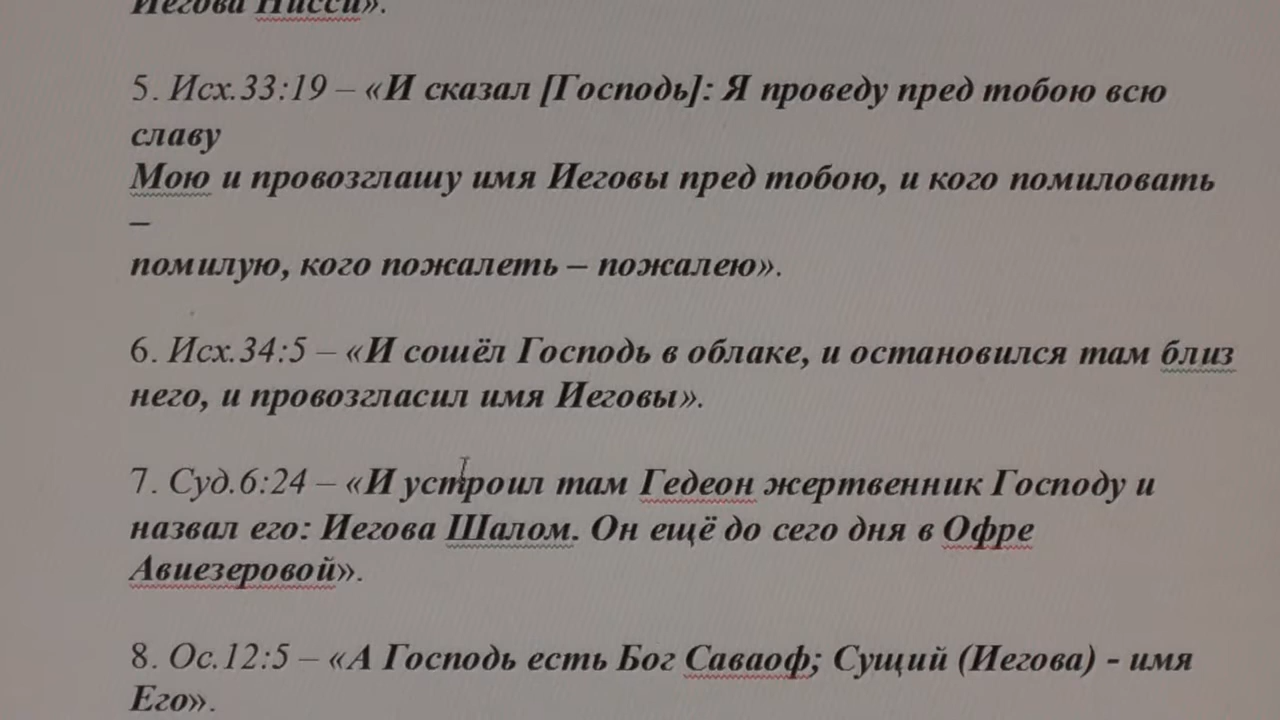 Иегова Нисси».
5. Исх.33:19 – «И сказал [Господь]: Я проведу пред тобою всю
славу
Мою и провозглашу имя Иеговы пред тобою, и кого помиловать
–
помилую, кого пожалеть – пожалею».
6. Исх.34:5 – «И сошёл Господь в облаке, и остановился там близ
него, и провозгласил имя Иеговы».
7. Суд.6:24 – «И устроил там Гедеон жертвенник Господу и
назвал его: Иегова Шалом. Он ещё до сего дня в Офре
Авиезеровой».
8. Ос.12:5 – «А Господь есть Бог Саваоф; Сущий (Иегова) - имя
Его».